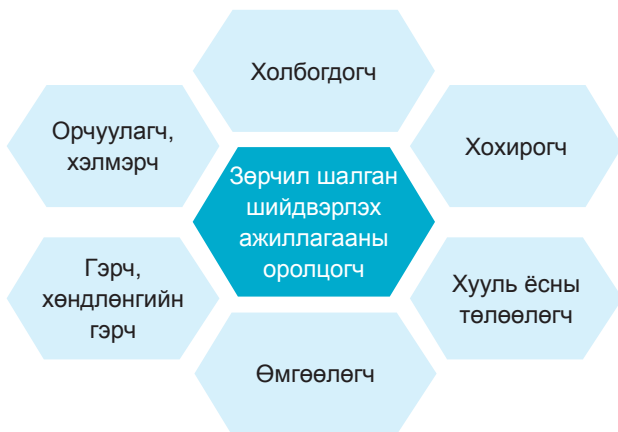 Холбогдогч
Орчуулагч,
хэлмэрч
Хохирогч
Зөрчил шалган
шийдвэрлэх
ажиллагааны
оролцогч
Гэрч,
хөндлөнгийн
гэрч
Хууль ёсны
төлөөлөгч
Өмгөөлөгч